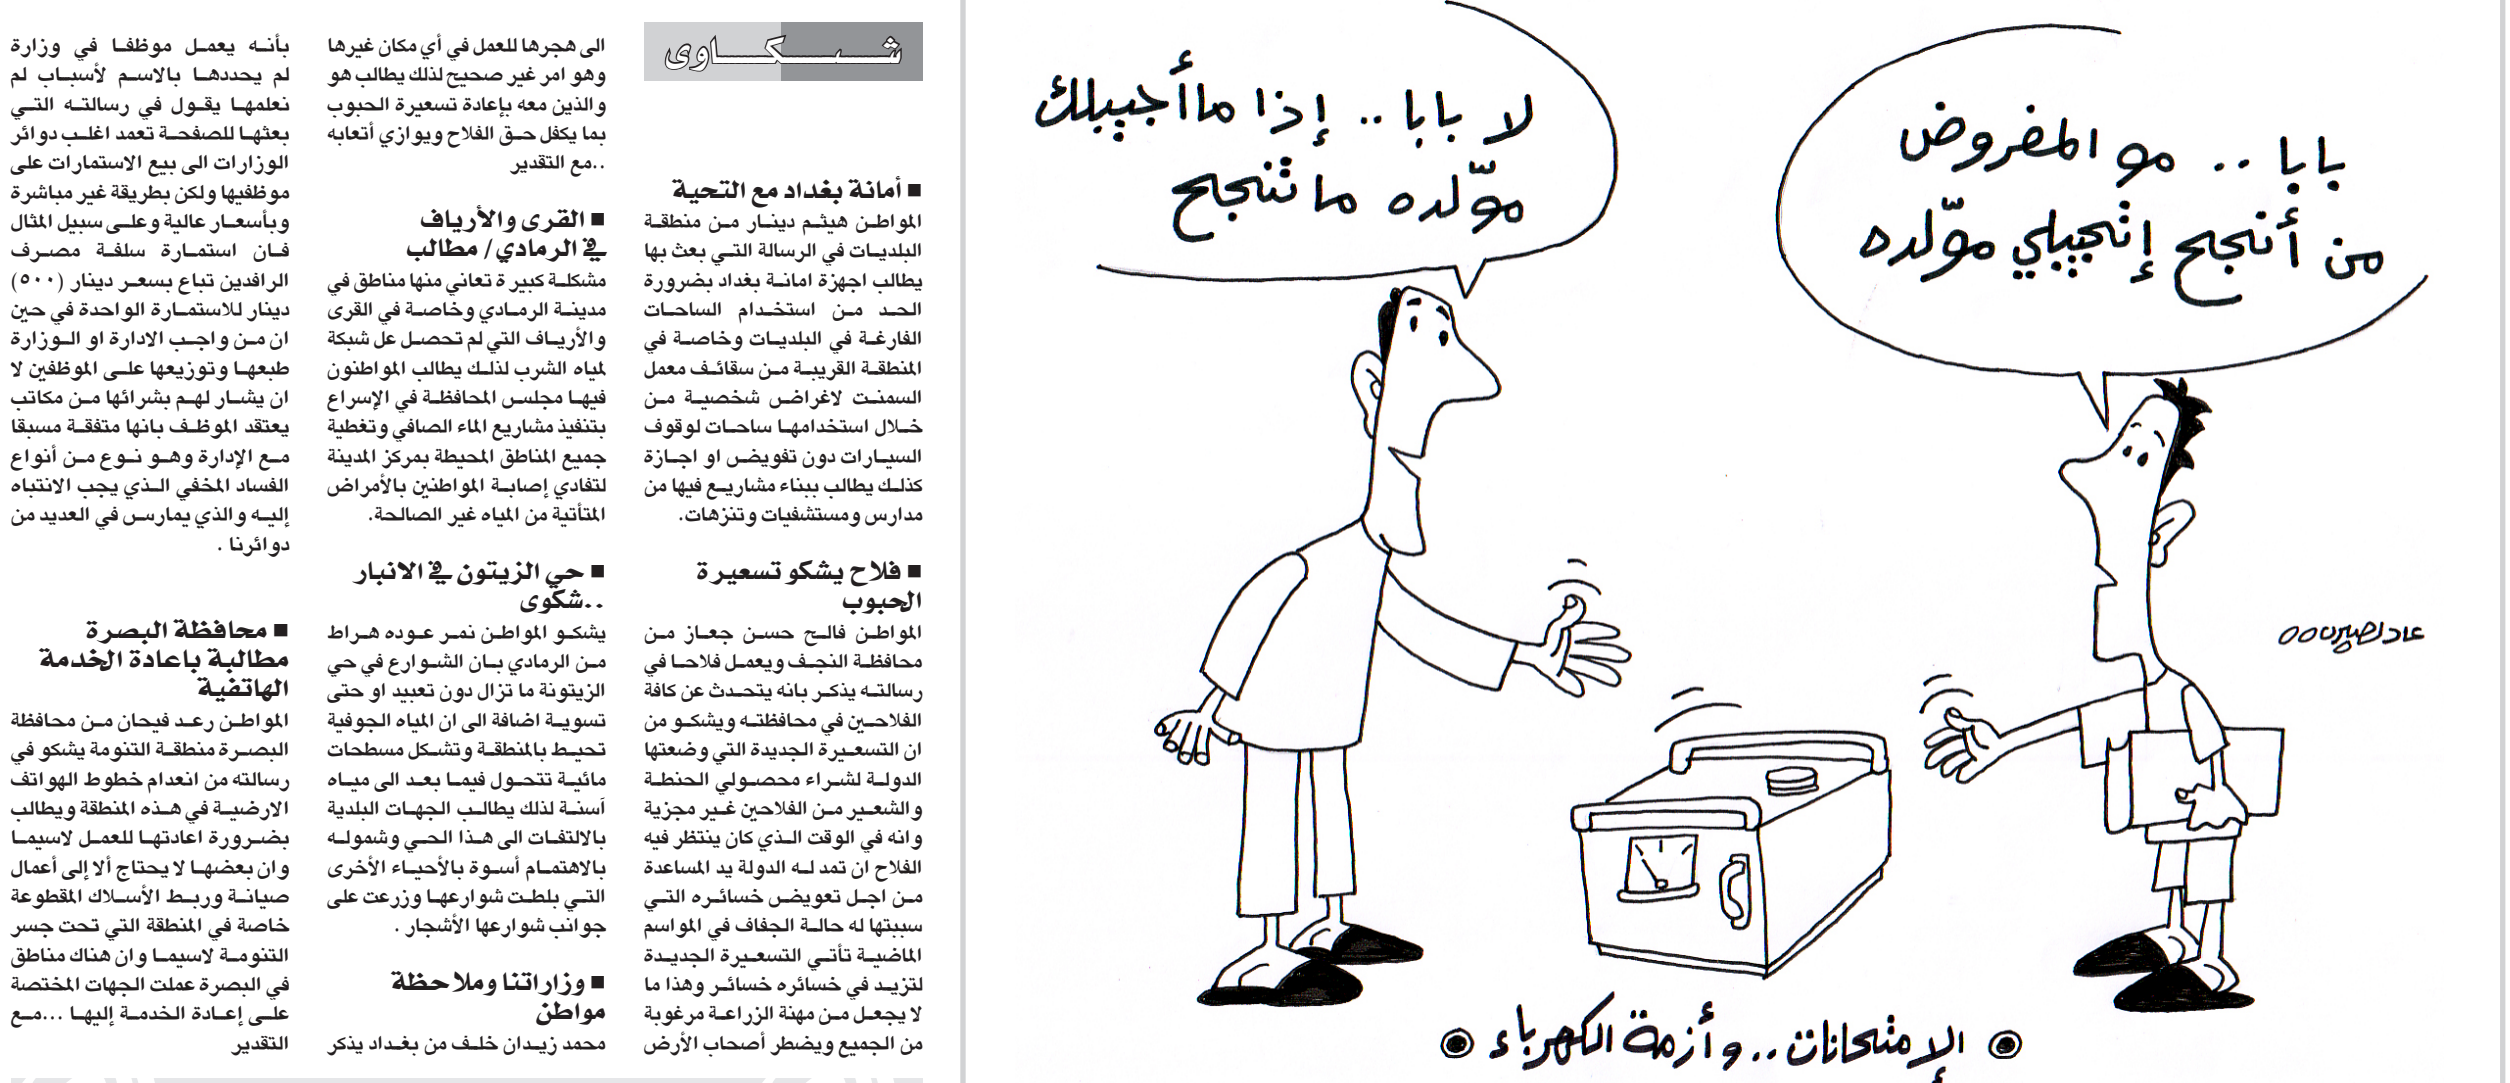 بابا .. مو المفروض
من أنجح إتجيبلي مولّده
لا بابا .. إذا ما أجيبلك
مولّده ما تنجح
عادل صبري
الإمتحانات .. وأزمة الكهرباء
شـــكـــاوى
■ أمانة بغداد مع التحية
المواطن هيثم دينار من منطقة
البلديات في الرسالة التي بعث بها
يطالب اجهزة امانة بغداد بضرورة
الحد من استخدام الساحات
الفارغة في البلديات وخاصة في
المنطقة القريبة من سقائف معمل
السمنت لاغراض شخصية من
خلال استخدامها ساحات لوقوف
السيارات دون تفويض او اجازة
كذلك يطالب ببناء مشاريع فيها من
مدارس ومستشفيات وتنزهات.
■ فلاح يشكو تسعيرة
الحبوب
المواطن فالح حسن جعاز من
محافظة النجف ويعمل فلاحا في
رسالته يذكر بانه يتحدث عن كافة
الفلاحين في محافظته ويشكو من
ان التسعيرة الجديدة التي وضعتها
الدولة لشراء محصولي الحنطة
والشعير من الفلاحين غير مجزية
وانه في الوقت الذي كان ينتظر فيه
الفلاح ان تمد له الدولة يد المساعدة
من اجل تعويض خسائره التي
سببتها له حالة الجفاف في المواسم
الماضية تأتي التسعيرة الجديدة
لتزيد في خسائره خسائر وهذا ما
لا يجعل من مهنة الزراعة مرغوبة
من الجميع ويضطر أصحاب الأرض
الى هجرها للعمل في أي مكان غيرها
وهو امر غير صحيح لذلك يطالب هو
والذين معه بإعادة تسعيرة الحبوب
بما يكفل حق الفلاح ويوازي أتعابه
..مع التقدير
■ القرى والأرياف
في الرمادي/ مطالب
مشكلة كبير ة تعاني منها مناطق في
مدينة الرمادي وخاصة في القرى
والأرياف التي لم تحصل عل شبكة
لمياه الشرب لذلك يطالب المواطنون
فيها مجلس المحافظة في الإسراع
بتنفيذ مشاريع الماء الصافي وتغطية
جميع المناطق المحيطة بمركز المدينة
لتفادي إصابة المواطنين بالأمراض
المتأتية من المياه غير الصالحة.
■ حي الزيتون في الانبار
..شكوى
يشكو المواطن نمر عوده هراط
من الرمادي بان الشوارع في حي
الزيتونة ما تزال دون تعبيد او حتى
تسوية اضافة الى ان المياه الجوفية
تحيط بالمنطقة وتشكل مسطحات
مائية تتحول فيما بعد الى مياه
آسنة لذلك يطالب الجهات البلدية
بالالتفات الى هذا الحي وشموله
بالاهتمام أسوة بالأحياء الأخرى
التي بلطت شوارعها وزرعت على
جوانب شوارعها الأشجار .
■ وزاراتنا وملاحظة
مواطن
محمد زيدان خلف من بغداد يذكر
بأنه يعمل موظفا في وزارة
لم يحددها بالاسم لأسباب لم
نعلمها يقول في رسالته التي
بعثها للصفحة تعمد اغلب دوائر
الوزارات الى بيع الاستمارات على
موظفيها ولكن بطريقة غير مباشرة
وبأسعار عالية وعلى سبيل المثال
فان استمارة سلفة مصرف
الرافدين تباع بسعر دينار (٥٠٠)
دينار للاستمارة الواحدة في حين
ان من واجب الادارة او الوزارة
طبعها وتوزيعها على الموظفين لا
ان يشار لهم بشرائها من مكاتب
يعتقد الموظف بانها متفقة مسبقا
مع الإدارة وهو نوع من أنواع
الفساد المخفي الذي يجب الانتباه
إليه والذي يمارس في العديد من
دوائرنا .
■ محافظة البصرة
مطالبة باعادة الخدمة
الهاتفية
المواطن رعد فيحان من محافظة
البصرة منطقة التنومة يشكو في
رسالته من انعدام خطوط الهواتف
الارضية في هذه المنطقة ويطالب
بضرورة اعادتها للعمل لاسيما
وان بعضها لا يحتاج ألا إلى أعمال
صيانة وربط الأسلاك المقطوعة
خاصة في المنطقة التي تحت جسر
التنومة لاسيما وان هناك مناطق
في البصرة عملت الجهات المختصة
على إعادة الخدمة إليها ...مع
التقدير